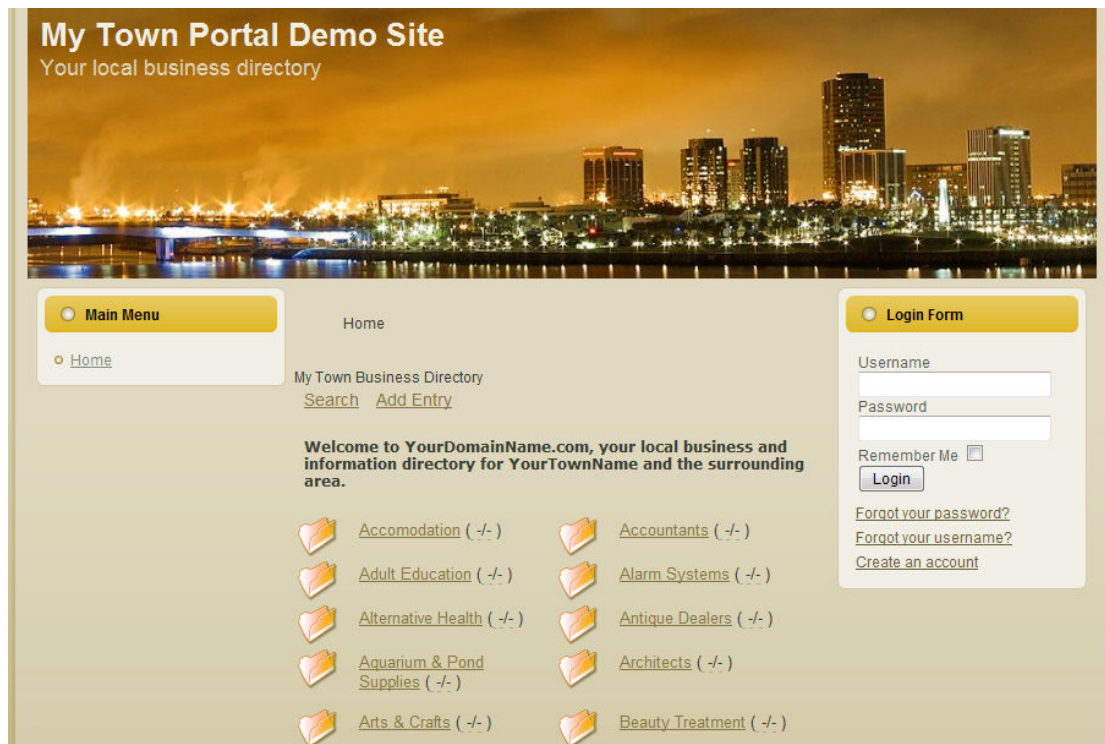 My Town Portal Demo Site
Your local business directory
Main Menu
Home
Home
My Town Business Directory
Search Add Entry
Welcome to YourDomainName.com, your local business and
information directory for YourTownName and the surrounding
area.
Accomodation ( -/- )
Accountants ( -/- )
Adult Education ( -/- )
Alarm Systems ( -/- )
Alternative Health ( -/- )
Antique Dealers ( -/- )
Aquarium & Pond
Supplies ( -/- )
Architects ( -/- )
Arts & Crafts ( -/- )
Beauty Treatment ( -/- )
Login Form
Username
Password
Remember Me
Login
Forgot your password?
Forgot your username?
Create an account